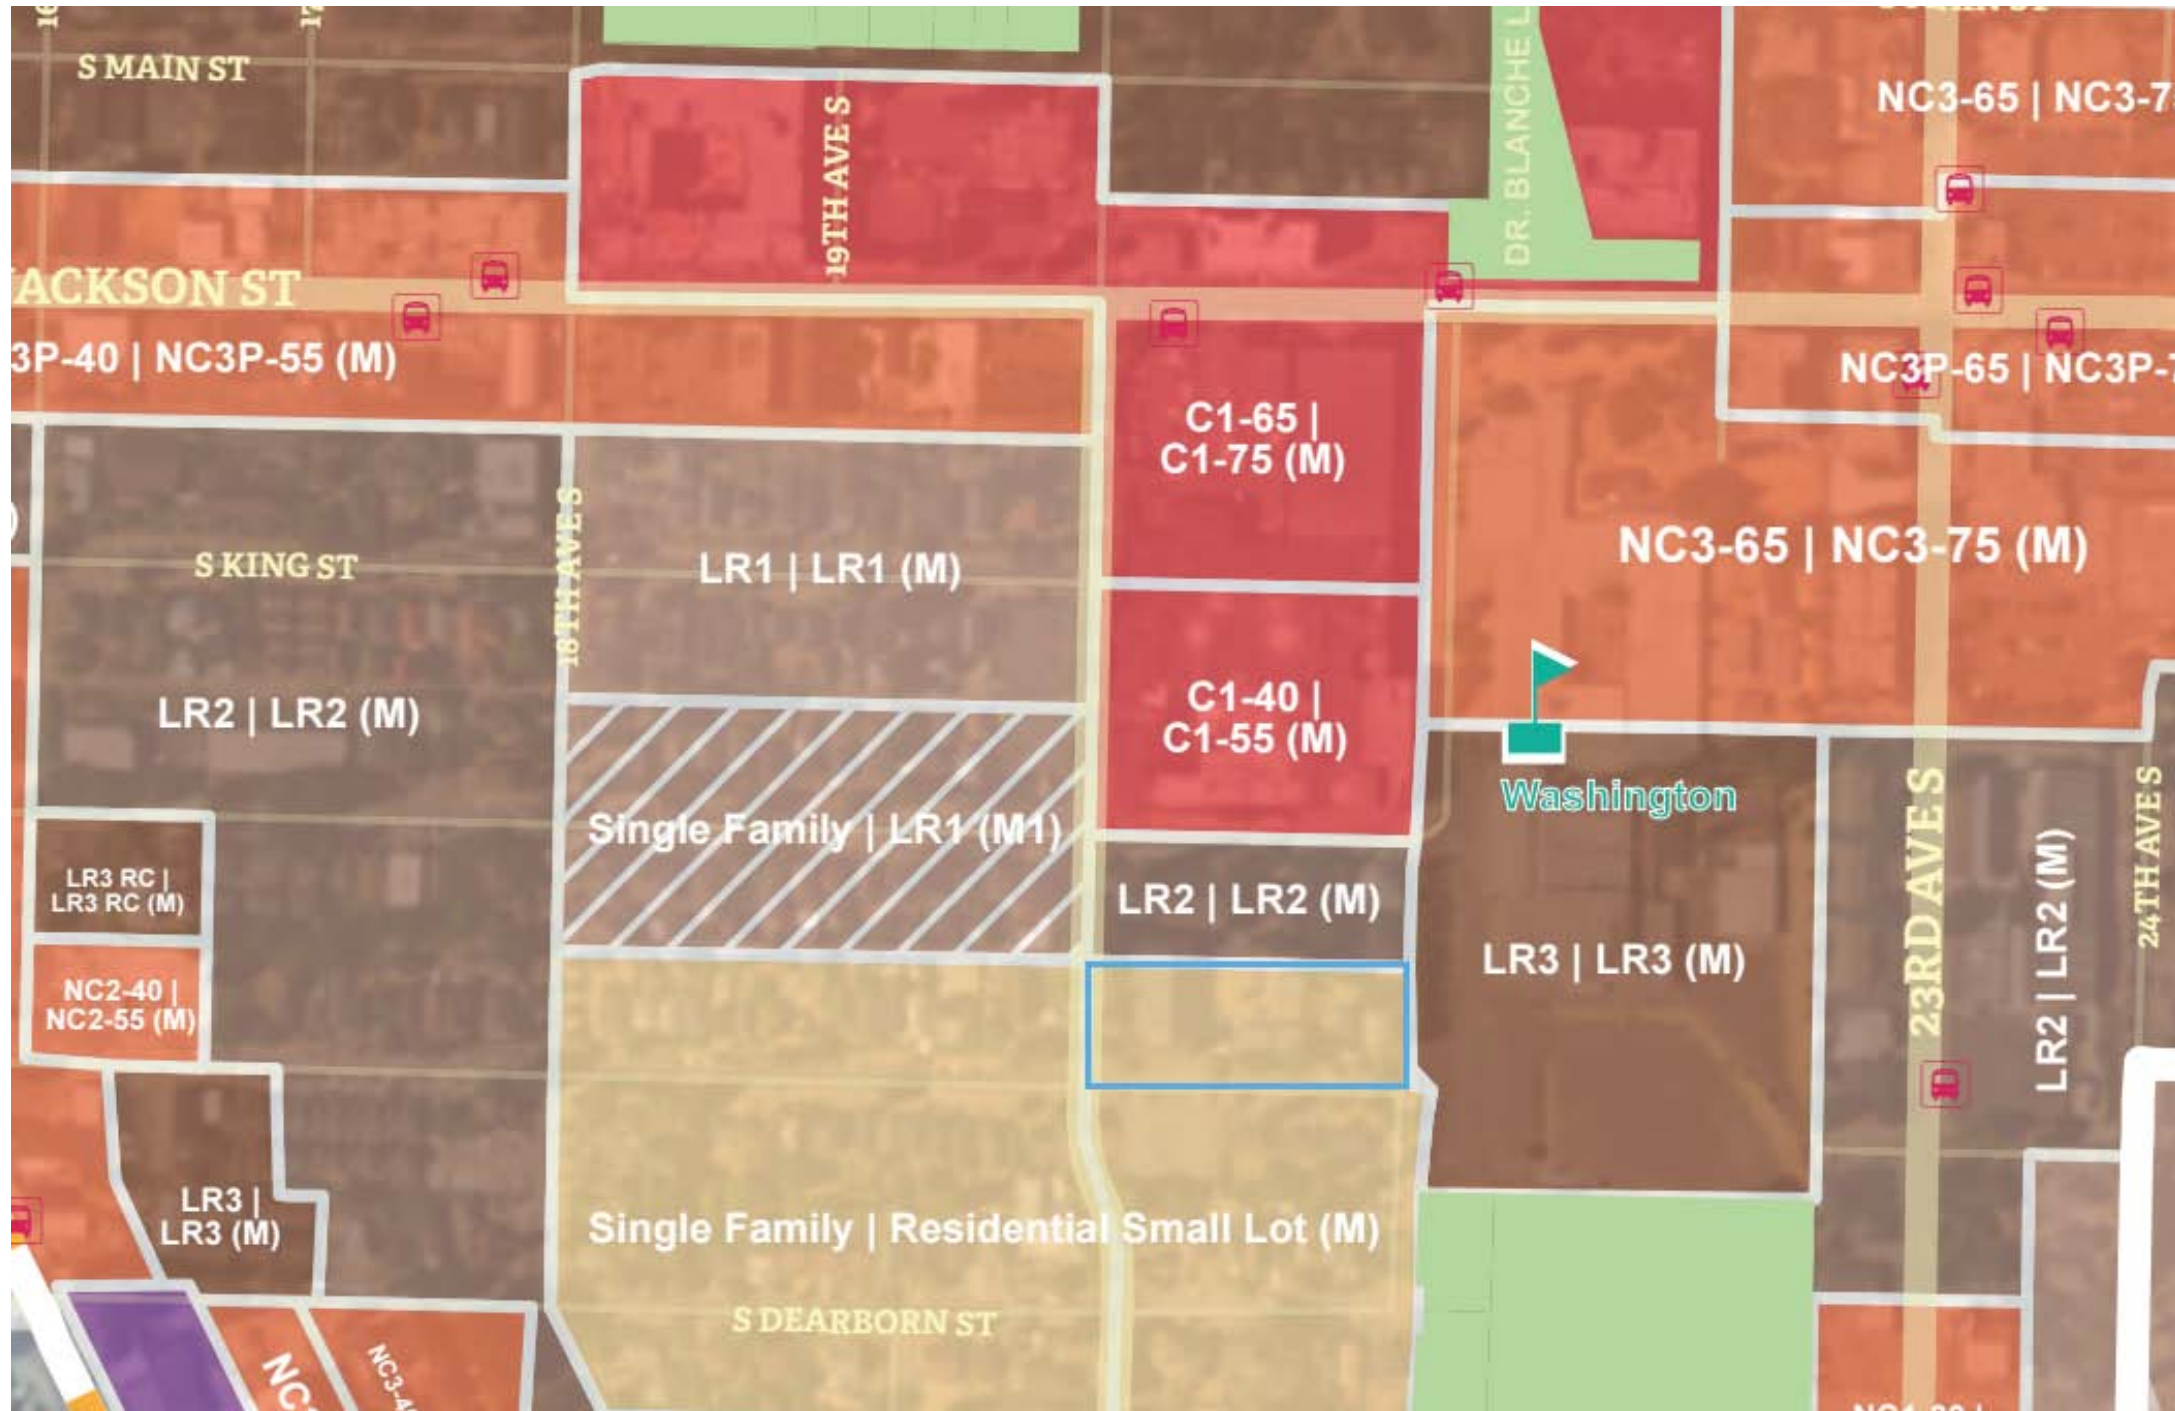 S MAIN ST
19TH AVE S
DR. BLANCHE L
NC3-65 | NC3-7
ACKSON ST
3P-40 | NC3P-55 (M)
NC3P-65 | NC3P-7
C1-65 |
C1-75 (M)
NC3-65 | NC3-75 (M)
S KING ST
18TH AVE S
LR1 | LR1 (M)
LR2 | LR2 (M)
C1-40 |
C1-55 (M)
Washington
Single Family | LR1 (M1)
LR3 RC |
LR3 RC (M)
LR2 | LR2 (M)
LR3 | LR3 (M)
23RD AVE S
LR2 | LR2 (M)
24TH AVE S
NC2-40 |
NC2-55 (M)
LR3 |
LR3 (M)
Single Family | Residential Small Lot (M)
S DEARBORN ST
NC3-4